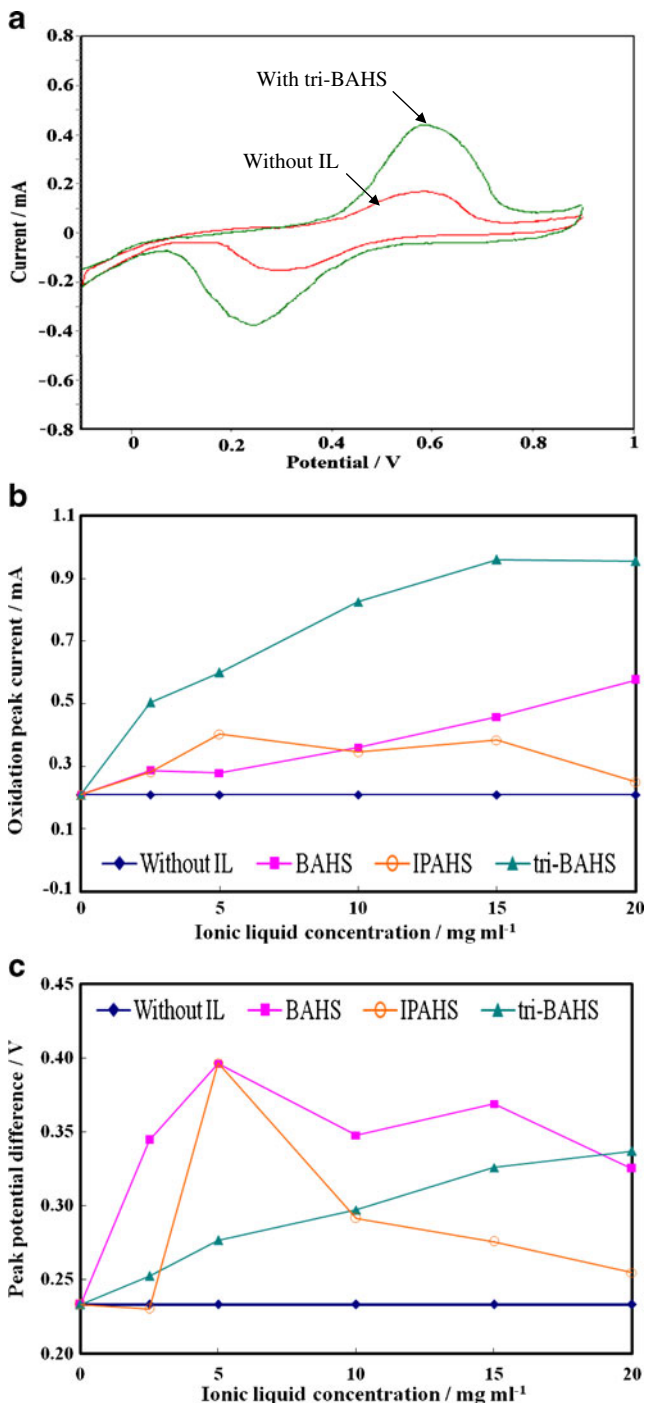 a
0.8
0.6
0.4
0.2
0
-0.2
-0.4
-0.6
-0.8
Current / mA
With tri-BAHS
Without IL
0 0.2 0.4 0.6 0.8 1
Potential / V
b
1.1
0.9
0.7
0.5
0.3
0.1
-0.1
Oxidation peak current / mA
Without IL BAHS IPAHS tri-BAHS
0 5 10 15 20
Ionic liquid concentration / mg ml-1
c
0.45
0.40
0.35
0.30
0.25
0.20
Peak potential difference / V
Without IL BAHS IPAHS tri-BAHS
0 5 10 15 20
Ionic liquid concentration / mg ml-1